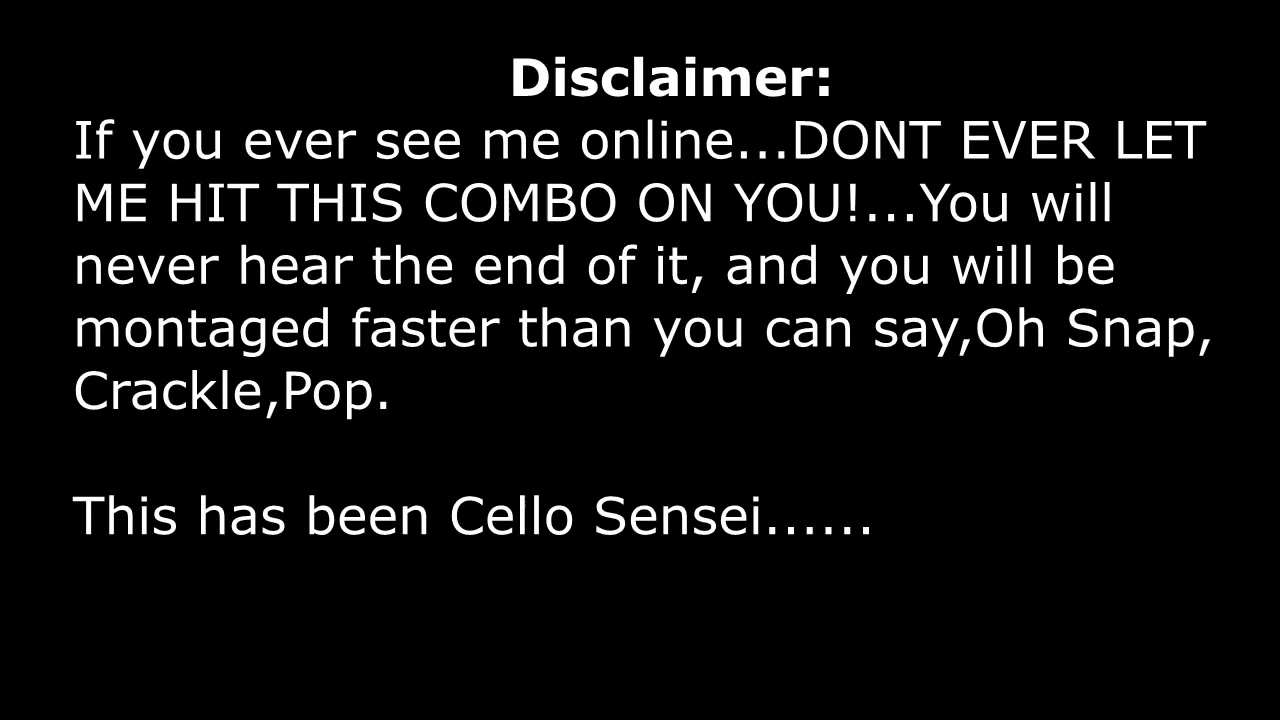 Disclaimer:
If you ever see me online...DONT EVER LET
ME HIT THIS COMBO ON YOU!...You will
never hear the end of it, and you will be
montaged faster than you can say,Oh Snap,
Crackle,Pop.
This has been Cello Sensei......